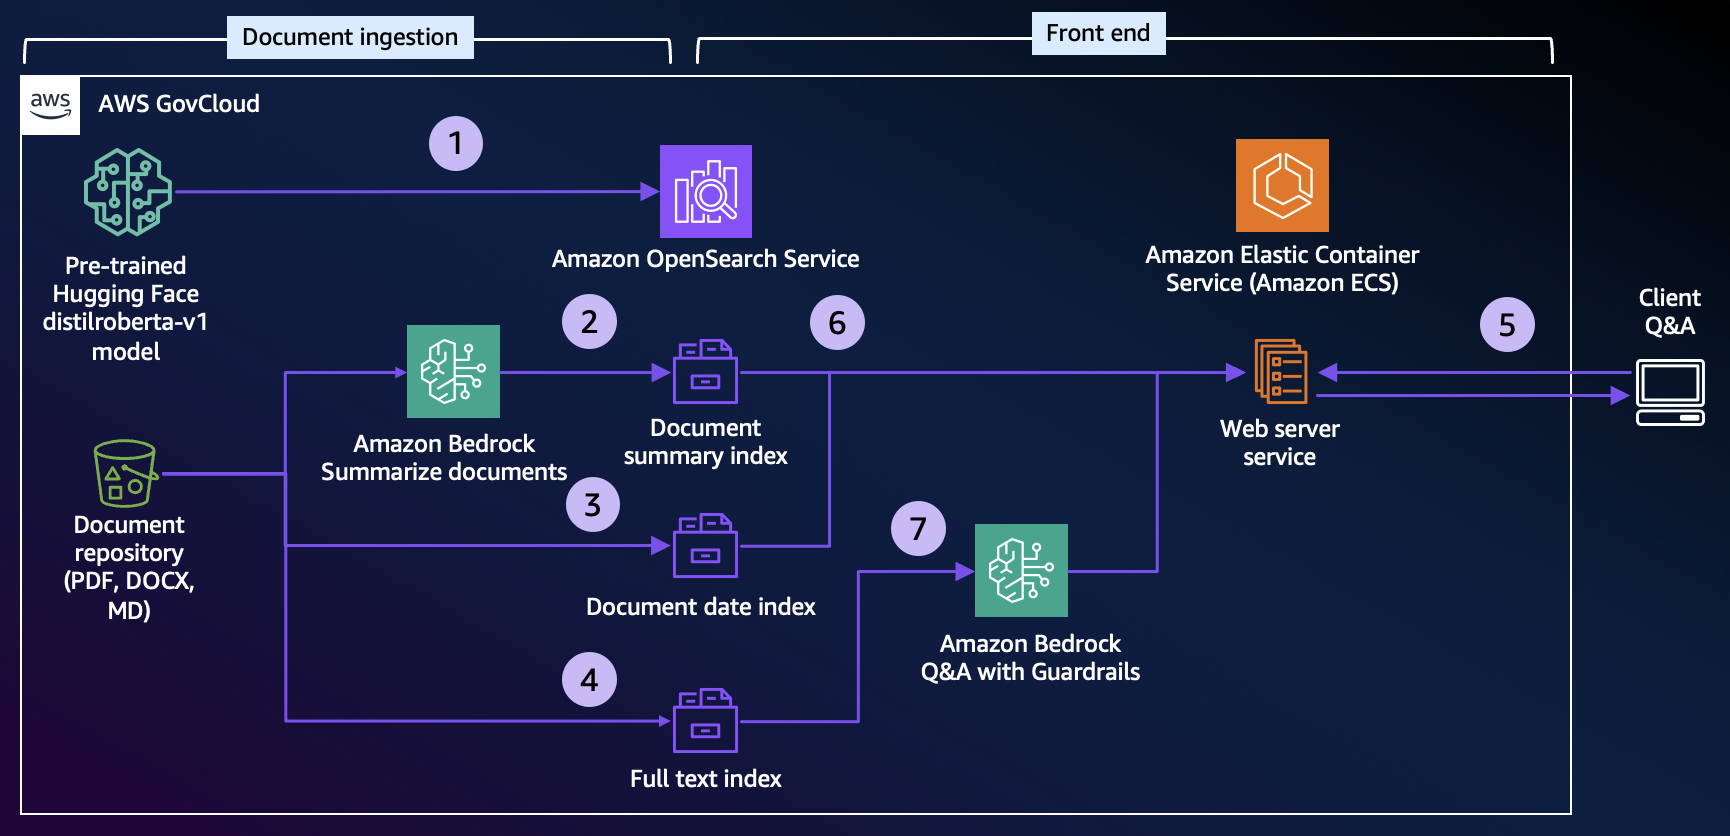 Document ingestion
Front end
aws
AWS GovCloud
1
Pre-trained
Hugging Face
distilroberta-v1
model
Amazon OpenSearch Service
Amazon Elastic Container
Service (Amazon ECS)
Client
Q&A
2
6
5
Amazon Bedrock
Summarize documents
Document
summary index
Web server
service
3
Document
repository
(PDF, DOCX,
MD)
7
Document date index
Amazon Bedrock
Q&A with Guardrails
4
Full text index